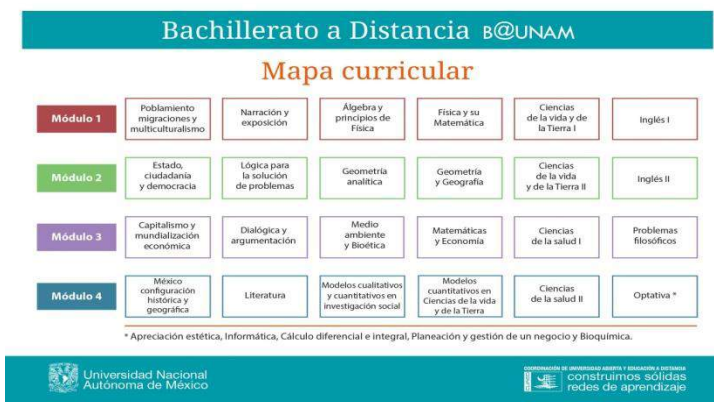 Bachillerato a Distancia B@UNAM
Mapa curricular
Módulo 1
Poblamiento
migraciones y
multiculturalismo
Narración y
exposición
Álgebra y
principios de
Física
Física y su
Matemática
Ciencias
de la vida y de
la Tierra I
Inglés I
Módulo 2
Estado,
ciudadanía
y democracia
Lógica para
la solución
de problemas
Geometría
analítica
Geometría
y Geografía
Ciencias
de la vida
y de la Tierra II
Inglés II
Módulo 3
Capitalismo y
mundialización
económica
Dialógica y
argumentación
Medio
ambiente
y Bioética
Matemáticas
y Economía
Ciencias
de la salud I
Problemas
filosóficos
Módulo 4
México
configuración
histórica y
geográfica
Literatura
Modelos cualitativos
y cuantitativos en
investigación social
Modelos
cuantitativos en
Ciencias de la vida
y de la Tierra
Ciencias
de la salud II
Optativa *
* Apreciación estética, Informática, Cálculo diferencial e integral, Planeación y gestión de un negocio y Bioquímica.
Universidad Nacional
Autónoma de México
COORDINACIÓN DE UNIVERSIDAD ABIERTA Y EDUCACIÓN A DISTANCIA
construimos sólidas
redes de aprendizaje